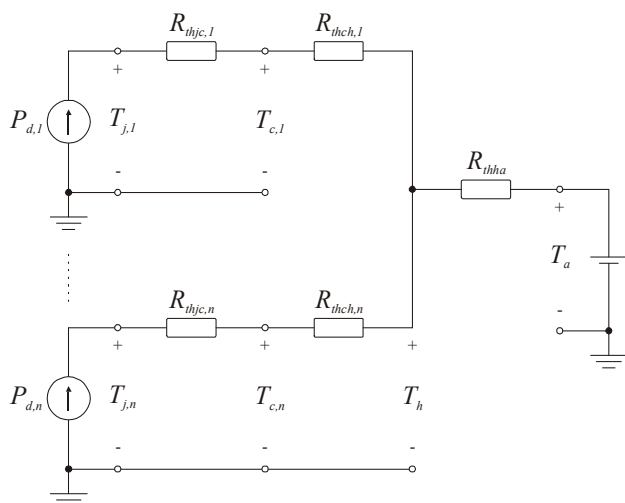 R_thjc,1 R_thch,1
+ +
P_d,1 T_j,1 T_c,1
- -
R_thha
+
T_a
-
R_thjc,n R_thch,n
+ + +
P_d,n T_j,n T_c,n T_h
- - -